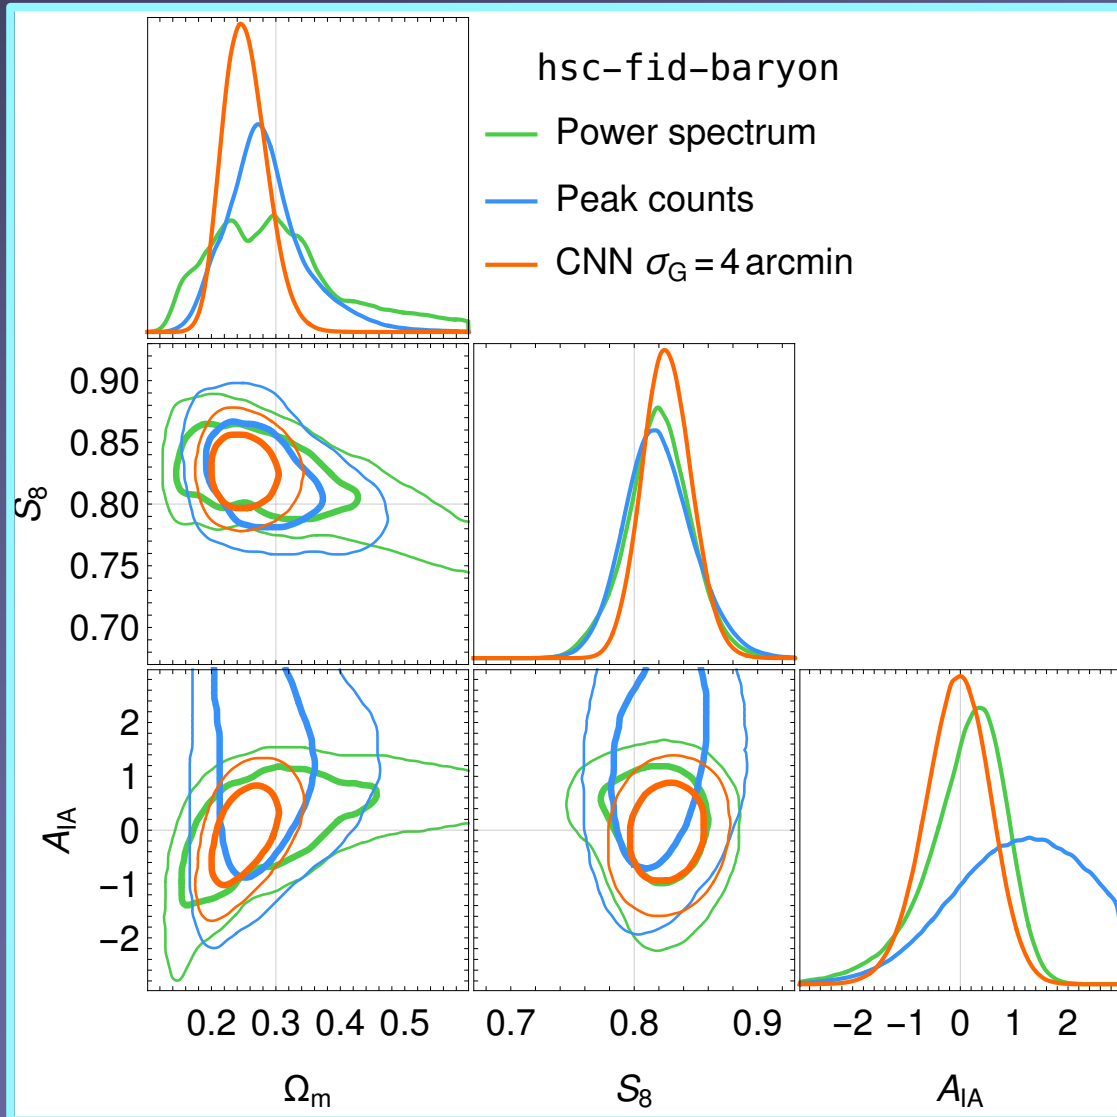 hsc-fid-baryon
Power spectrum
Peak counts
CNN σG = 4 arcmin
0.90
0.85
0.80
0.75
0.70
S8
2
1
0
−1
−2
AIA
0.2 0.3 0.4 0.5
0.7 0.8 0.9
−2 −1 0 1 2
Ωm
S8
AIA